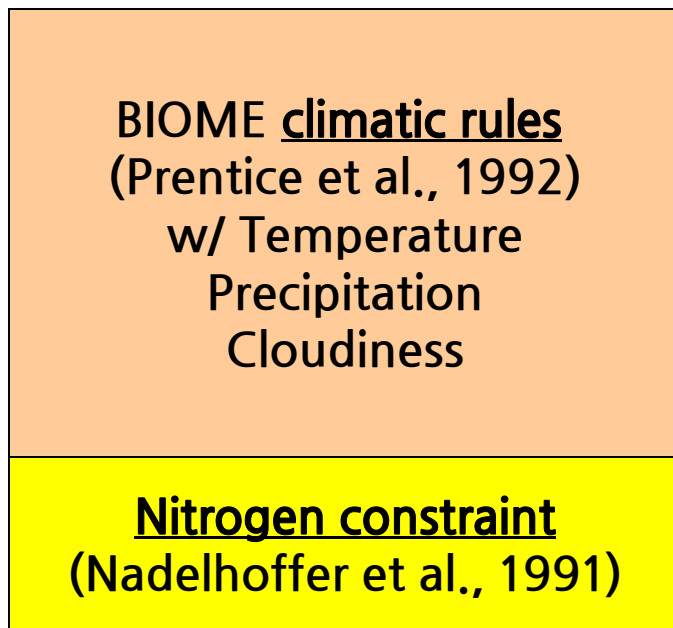 BIOME climatic rules
(Prentice et al., 1992)
w/ Temperature
Precipitation
Cloudiness
Nitrogen constraint
(Nadelhoffer et al., 1991)